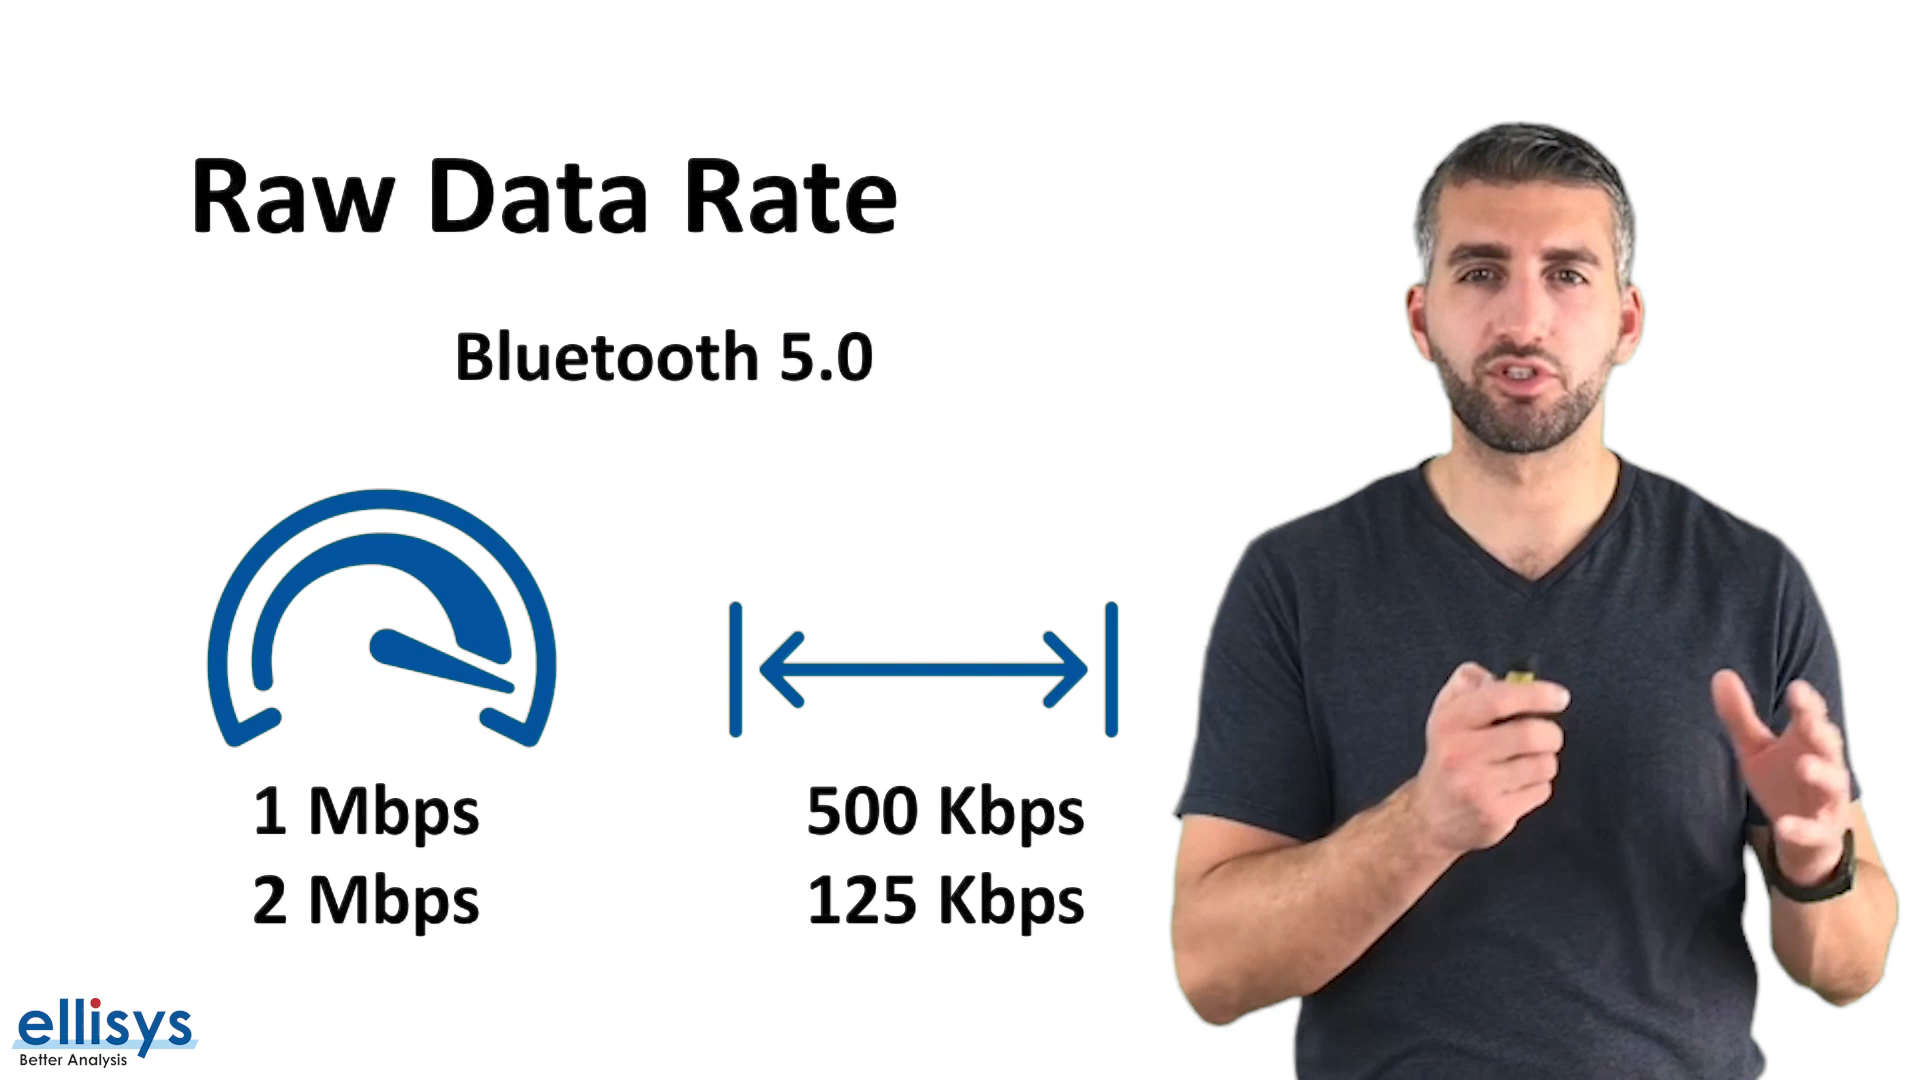 Raw Data Rate
Bluetooth 5.0
1 Mbps
2 Mbps
500 Kbps
125 Kbps
ellisys
Better Analysis